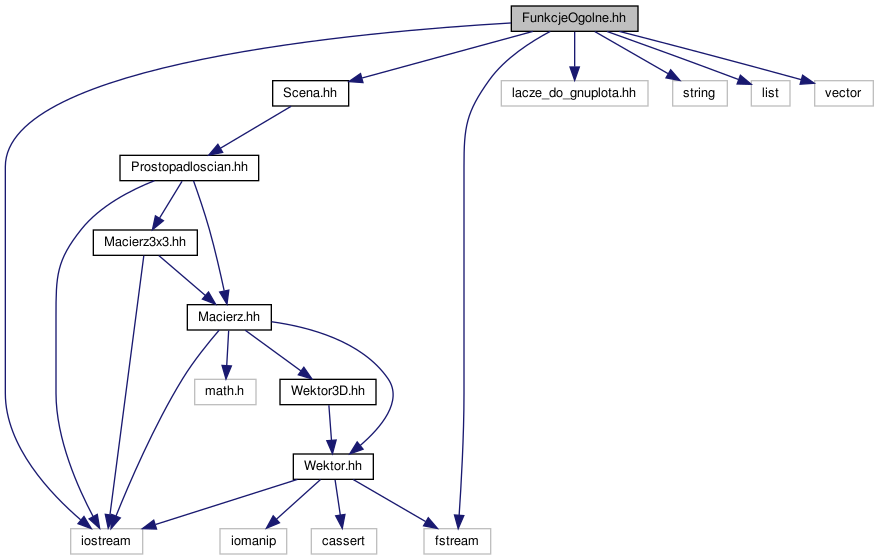 FunkcjeOgolne.hh
Scena.hh
lacze_do_gnuplota.hh
string
list
vector
Prostopadloscian.hh
Macierz3x3.hh
Macierz.hh
math.h
Wektor3D.hh
Wektor.hh
iostream
iomanip
cassert
fstream